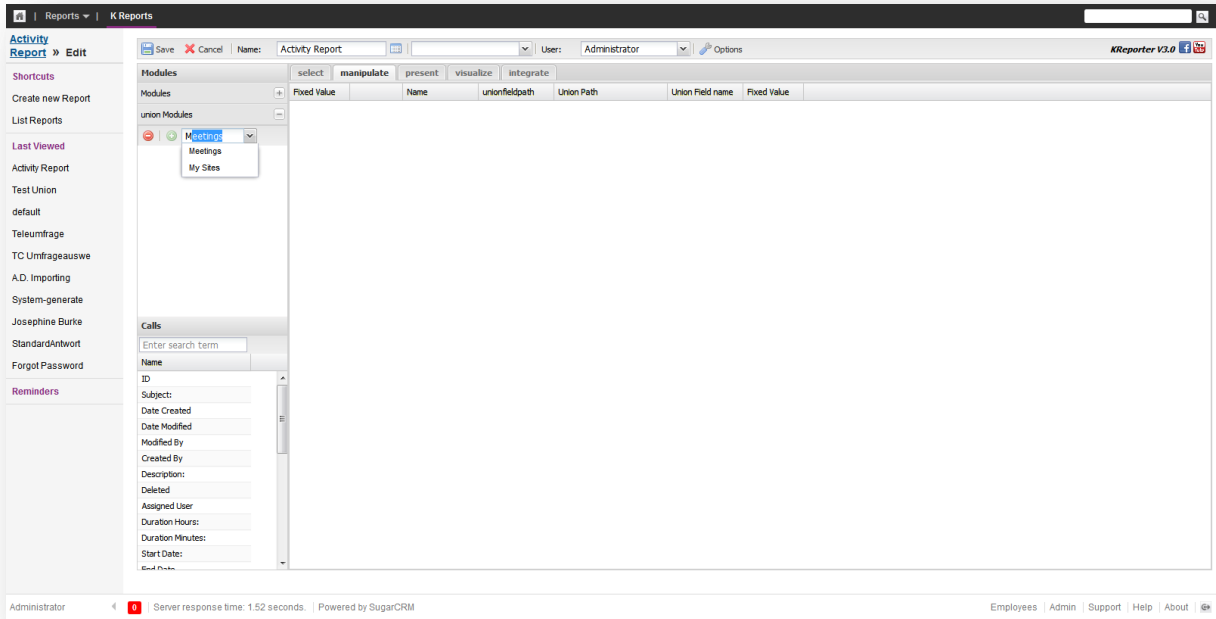 | Reports | K Reports
Activity
Report » Edit
Shortcuts
Create new Report
List Reports
Last Viewed
Activity Report
Test Union
default
Teleumfrage
TC Umfrageauswe
A.D. Importing
System-generate
Josephine Burke
StandardAntwort
Forgot Password
Reminders
Save Cancel Name: Activity Report User: Administrator Options KReporter V3.0
Modules
Modules
union Modules
Meetings
Meetings
My Sites
select manipulate present visualize integrate
Fixed Value Name unionfieldpath Union Path Union Field name Fixed Value
Calls
Enter search term
Name
ID
Subject:
Date Created
Date Modified
Modified By
Created By
Description:
Deleted
Assigned User
Duration Hours:
Duration Minutes:
Start Date:
End Date
Administrator 0 Server response time: 1.52 seconds. | Powered by SugarCRM Employees | Admin | Support | Help | About